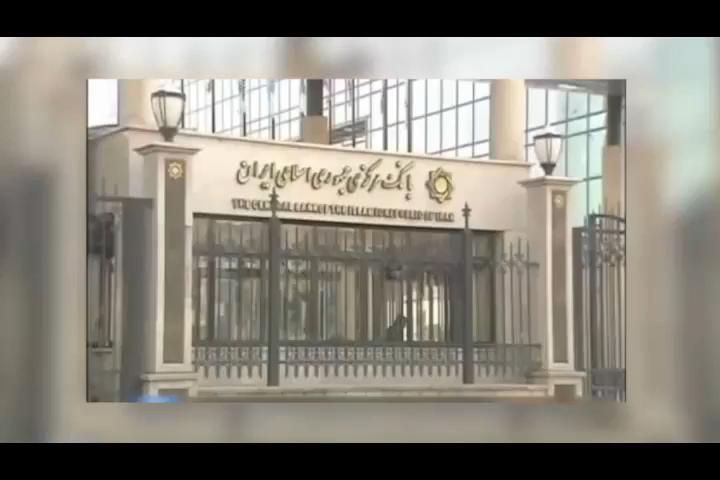 بانک مرکزی جمهوری اسلامی ایران
THE CENTRAL BANK OF THE ISLAMIC REPUBLIC OF IRAN